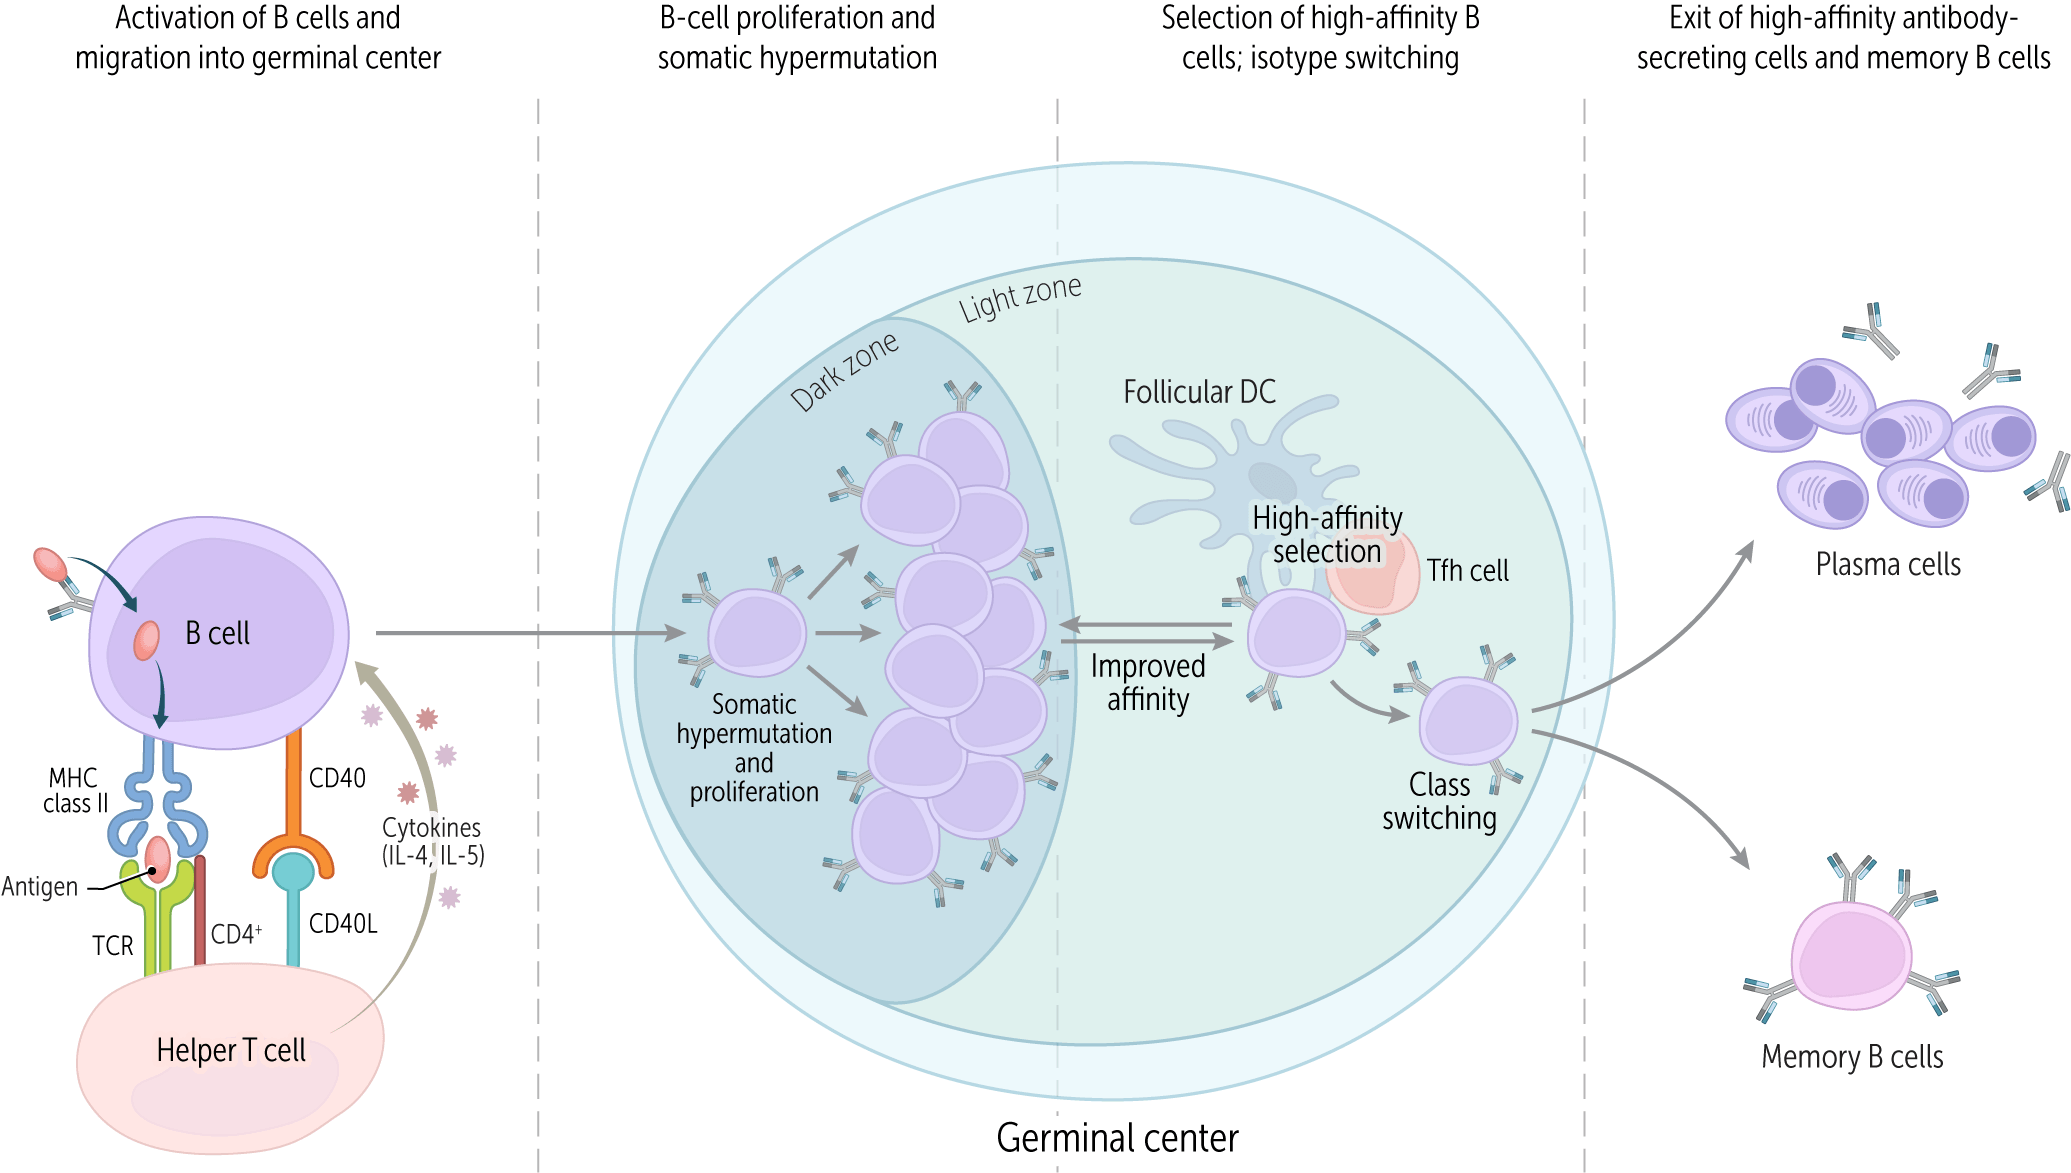 Activation of B cells and
migration into germinal center
B-cell proliferation and
somatic hypermutation
Selection of high-affinity B
cells; isotype switching
Exit of high-affinity antibody-
secreting cells and memory B cells
B cell
MHC
class II
CD40
Cytokines
(IL-4, IL-5)
Antigen
TCR
CD4+
CD40L
Helper T cell
Dark zone
Light zone
Somatic
hypermutation
and
proliferation
Follicular DC
High-affinity
selection
Tfh cell
Improved
affinity
Class
switching
Germinal center
Plasma cells
Memory B cells